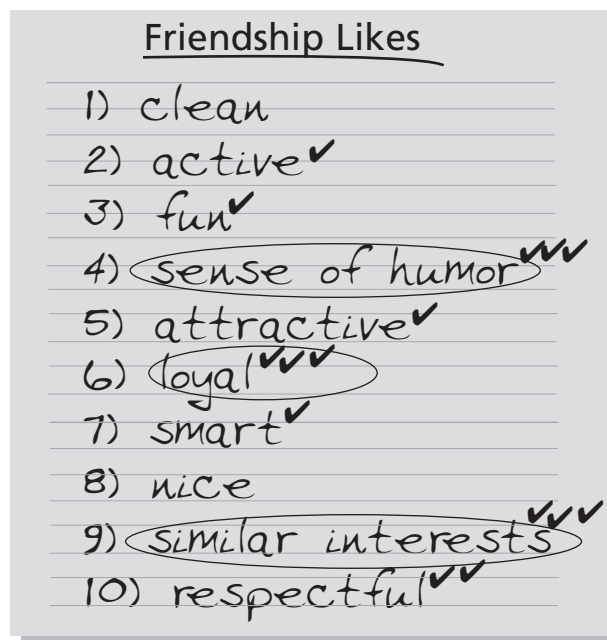 Friendship Likes
1) clean
2) active ✔
3) fun ✔
4) sense of humor ✔✔✔
5) attractive ✔
6) loyal ✔✔✔
7) smart ✔
8) nice
9) similar interests ✔✔✔
10) respectful ✔✔